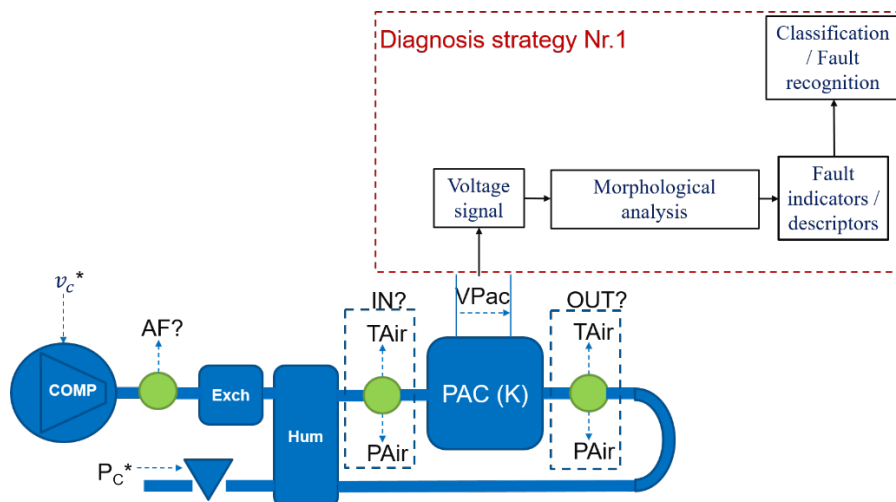 Diagnosis strategy Nr.1
Classification
/ Fault
recognition
Voltage
signal
Morphological
analysis
Fault
indicators /
descriptors
v_c*
AF?
IN?
VPac
OUT?
TAir
TAir
COMP
Exch
Hum
PAC (K)
PAir
PAir
P_C*